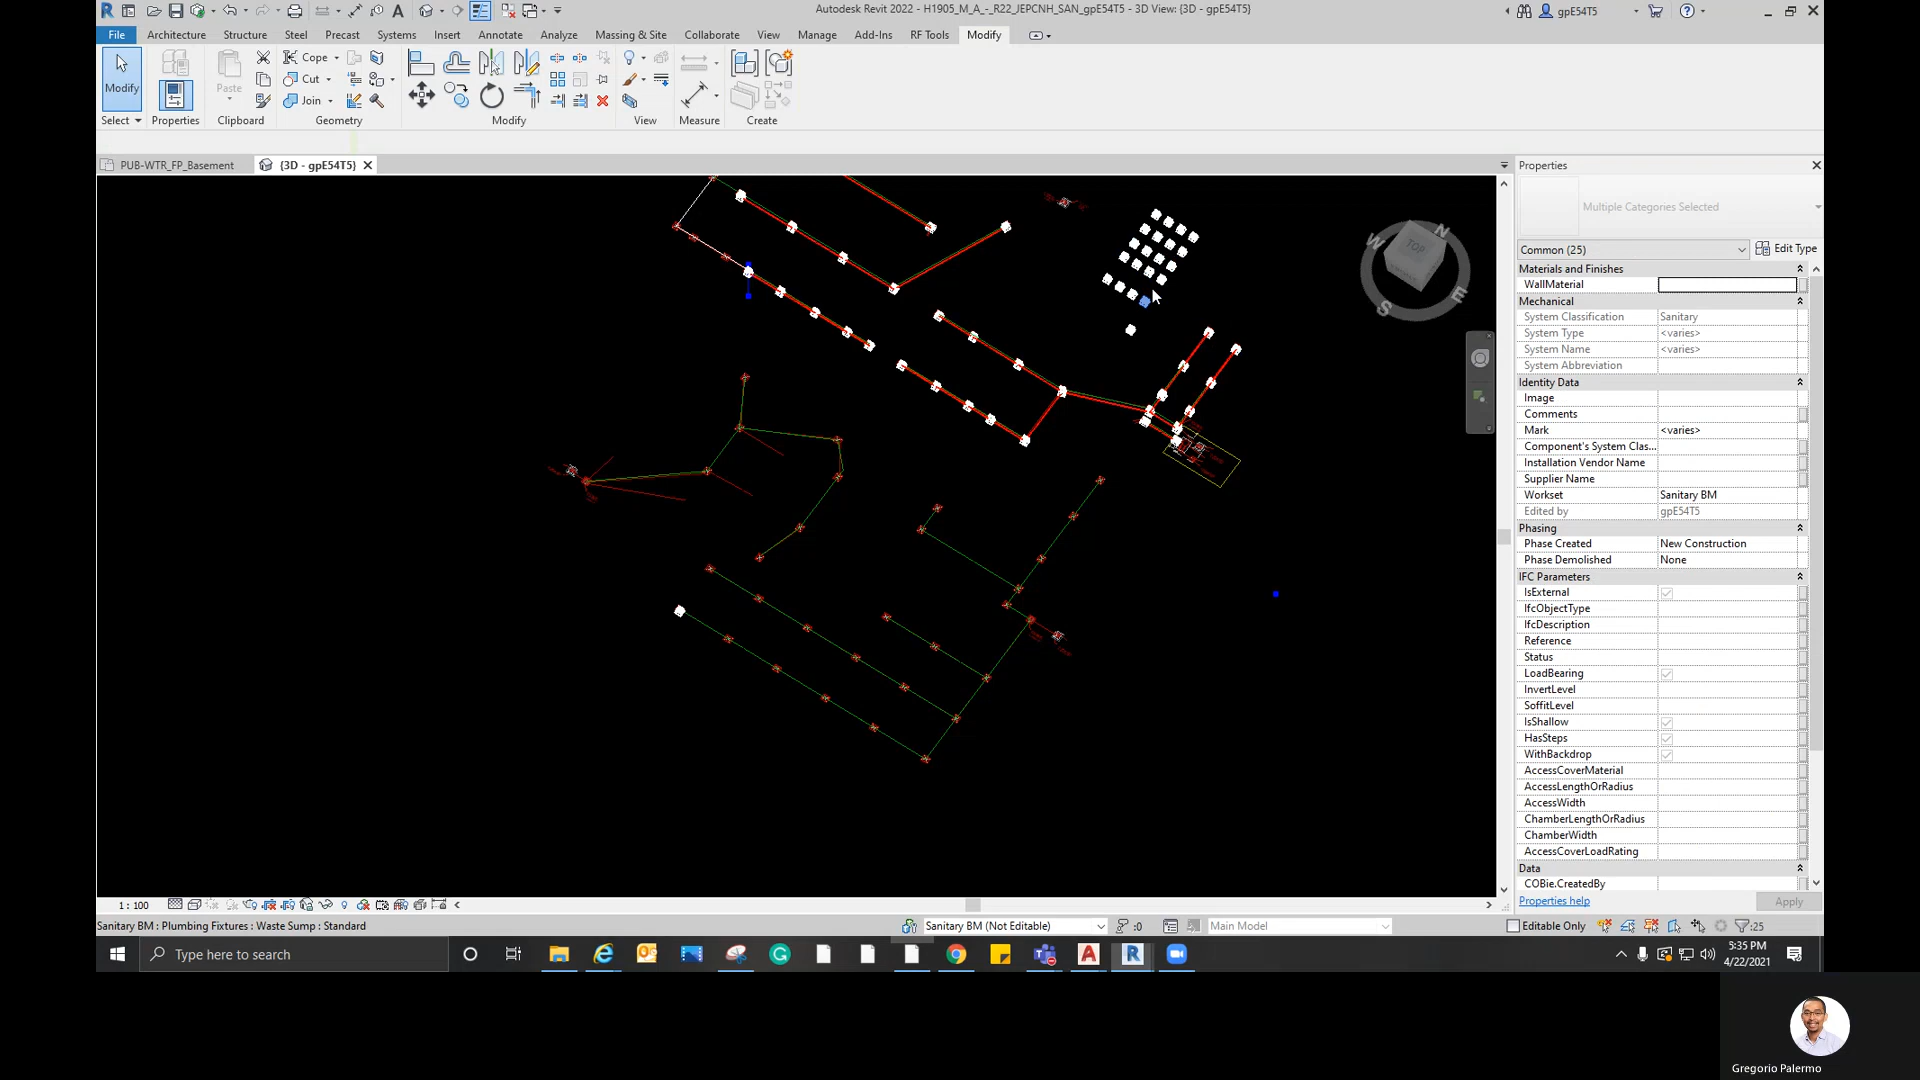 Autodesk Revit 2022 - H1905_M_A_-_R22_JEPCNH_SAN_gpE54T5 - 3D View: {3D - gpE54T5}
gpE54T5
File Architecture Structure Steel Precast Systems Insert Annotate Analyze Massing & Site Collaborate View Manage Add-Ins RF Tools Modify
Modify
Paste
Cope
Cut
Join
Select Properties Clipboard Geometry Modify View Measure Create
PUB-WTR_FP_Basement
{3D - gpE54T5}
TOP
N
W
S
E
Properties
Multiple Categories Selected
Common (25)
Edit Type
Materials and Finishes
WallMaterial
Mechanical
System Classification Sanitary
System Type <varies>
System Name <varies>
System Abbreviation
Identity Data
Image
Comments
Mark <varies>
Component's System Clas...
Installation Vendor Name
Supplier Name
Workset Sanitary BM
Edited by gpE54T5
Phasing
Phase Created New Construction
Phase Demolished None
IFC Parameters
IsExternal
IfcObjectType
IfcDescription
Reference
Status
LoadBearing
InvertLevel
SoffitLevel
IsShallow
HasSteps
WithBackdrop
AccessCoverMaterial
AccessLengthOrRadius
AccessWidth
ChamberLengthOrRadius
ChamberWidth
AccessCoverLoadRating
Data
COBie.CreatedBy
Properties help
Apply
1 : 100
Sanitary BM : Plumbing Fixtures : Waste Sump : Standard
Sanitary BM (Not Editable)
:0
Main Model
Editable Only
:25
Type here to search
5:35 PM
4/22/2021
Gregorio Palermo